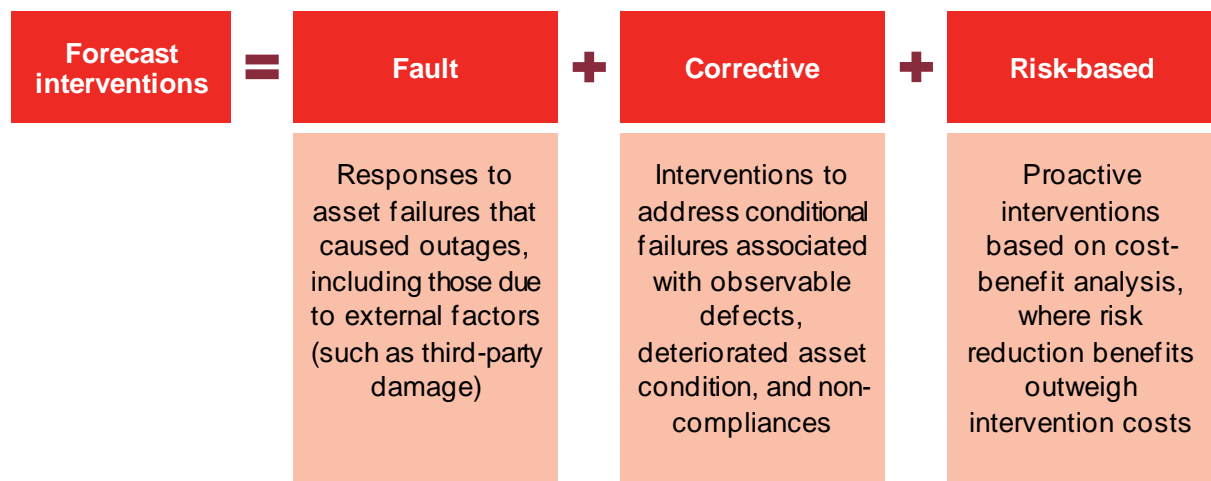 Forecast
interventions
=
Fault
+
Corrective
+
Risk-based
Responses to
asset failures that
caused outages,
including those due
to external factors
(such as third-party
damage)
Interventions to
address conditional
failures associated
with observable
defects,
deteriorated asset
condition, and non-
compliances
Proactive
interventions
based on cost-
benefit analysis,
where risk
reduction benefits
outweigh
intervention costs